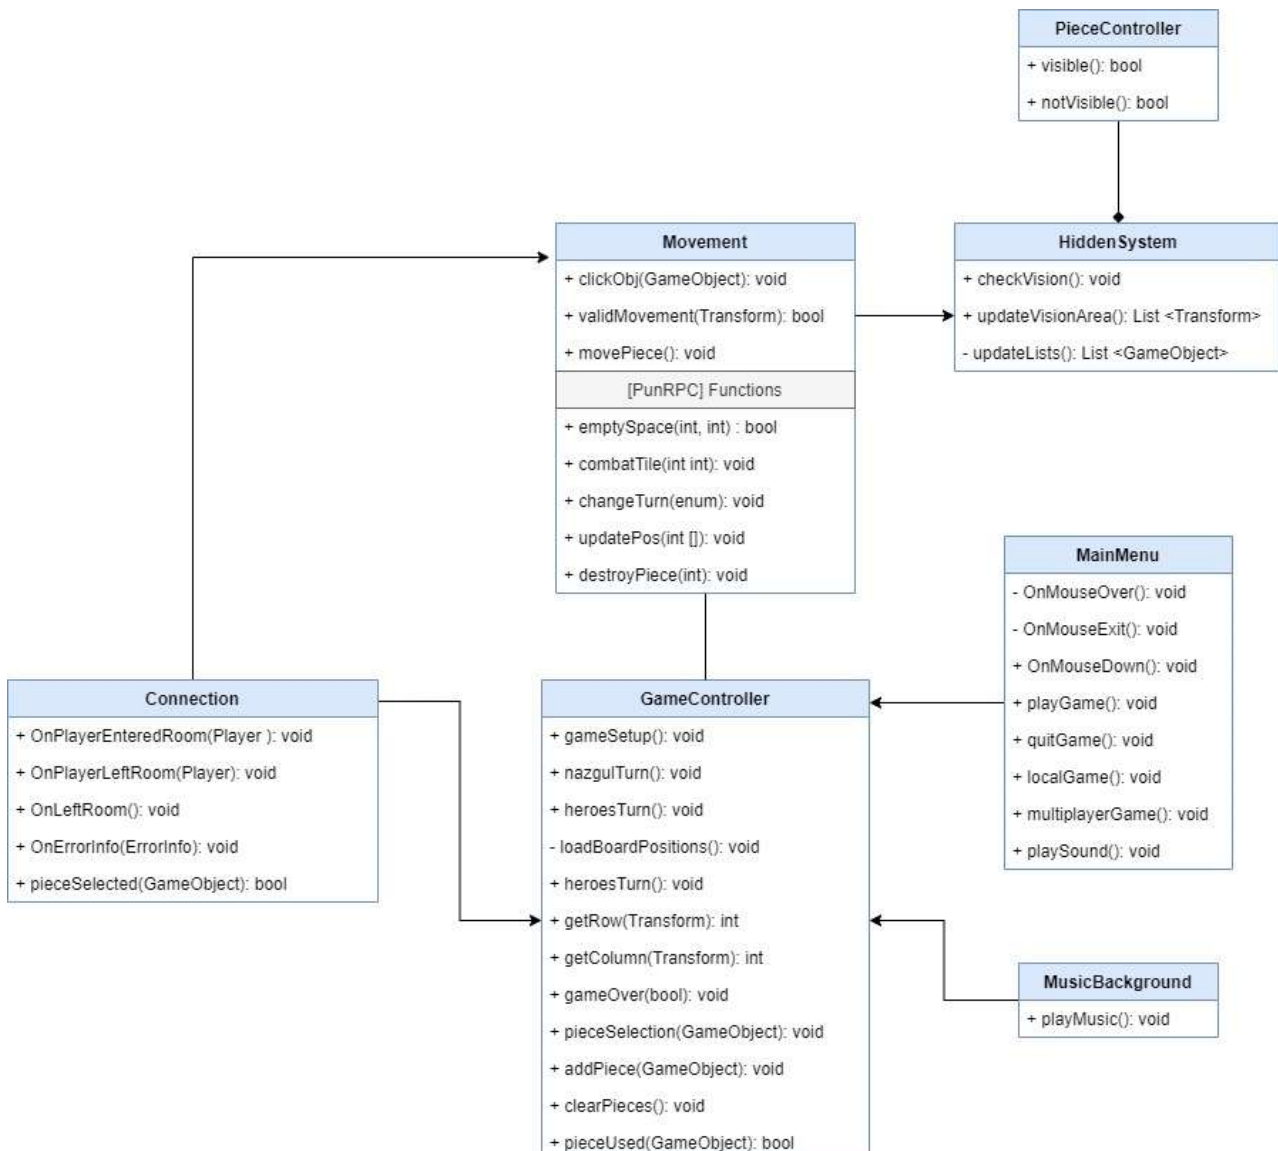 PieceController
+ visible(): bool
+ notVisible(): bool
Movement
+ clickObj(GameObject): void
+ validMovement(Transform): bool
+ movePiece(): void
[PunRPC] Functions
+ emptySpace(int, int) : bool
+ combatTile(int int): void
+ changeTurn(enum): void
+ updatePos(int []): void
+ destroyPiece(int): void
HiddenSystem
+ checkVision(): void
+ updateVisionArea(): List <Transform>
- updateLists(): List <GameObject>
MainMenu
- OnMouseOver(): void
- OnMouseExit(): void
+ OnMouseDown(): void
+ playGame(): void
+ quitGame(): void
+ localGame(): void
+ multiplayerGame(): void
+ playSound(): void
Connection
+ OnPlayerEnteredRoom(Player ): void
+ OnPlayerLeftRoom(Player): void
+ OnLeftRoom(): void
+ OnErrorInfo(ErrorInfo): void
+ pieceSelected(GameObject): bool
GameController
+ gameSetup(): void
+ nazgulTurn(): void
+ heroesTurn(): void
- loadBoardPositions(): void
+ heroesTurn(): void
+ getRow(Transform): int
+ getColumn(Transform): int
+ gameOver(bool): void
+ pieceSelection(GameObject): void
+ addPiece(GameObject): void
+ clearPieces(): void
+ pieceUsed(GameObject): bool
MusicBackground
+ playMusic(): void